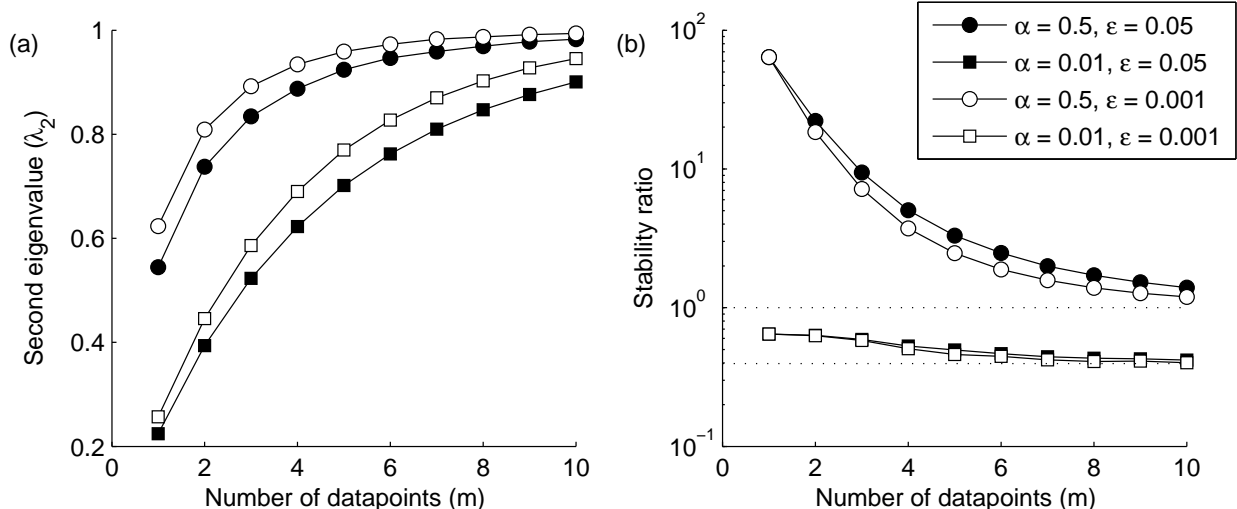 (a)
Second eigenvalue (λ2)
1
0.8
0.6
0.4
0.2
0 2 4 6 8 10
Number of datapoints (m)
(b)
Stability ratio
10^2
10^1
10^0
10^-1
0 2 4 6 8 10
Number of datapoints (m)
α = 0.5, ε = 0.05
α = 0.01, ε = 0.05
α = 0.5, ε = 0.001
α = 0.01, ε = 0.001